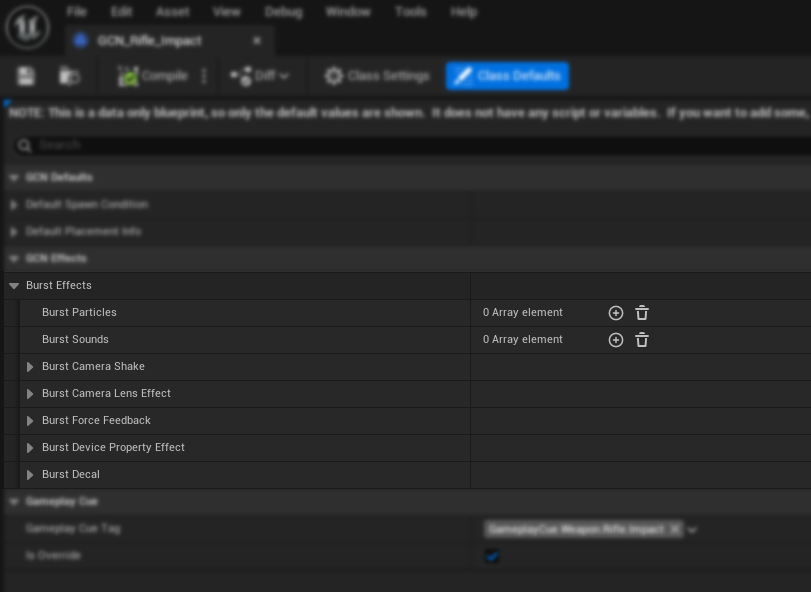 File Edit Asset View Debug Window Tools Help
GCN_Rifle_Impact
Compile Diff Class Settings Class Defaults
NOTE: This is a data only blueprint, so only the default values are shown. It does not have any script or variables. If you want to add some,
Search
GCN Defaults
Default Spawn Condition
Default Placement Info
GCN Effects
Burst Effects
Burst Particles 0 Array element
Burst Sounds 0 Array element
Burst Camera Shake
Burst Camera Lens Effect
Burst Force Feedback
Burst Device Property Effect
Burst Decal
Gameplay Cue
Gameplay Cue Tag GameplayCue.Weapon.Rifle.Impact
Is Override